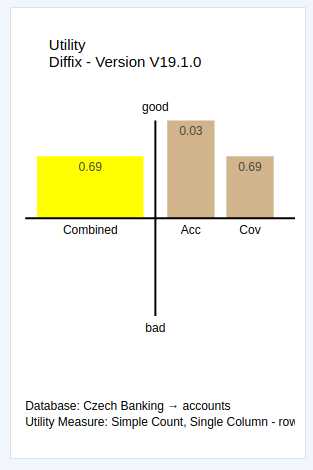 Utility
Diffix - Version V19.1.0
good
0.69 0.03 0.69
Combined Acc Cov
bad
Database: Czech Banking → accounts
Utility Measure: Simple Count, Single Column - row